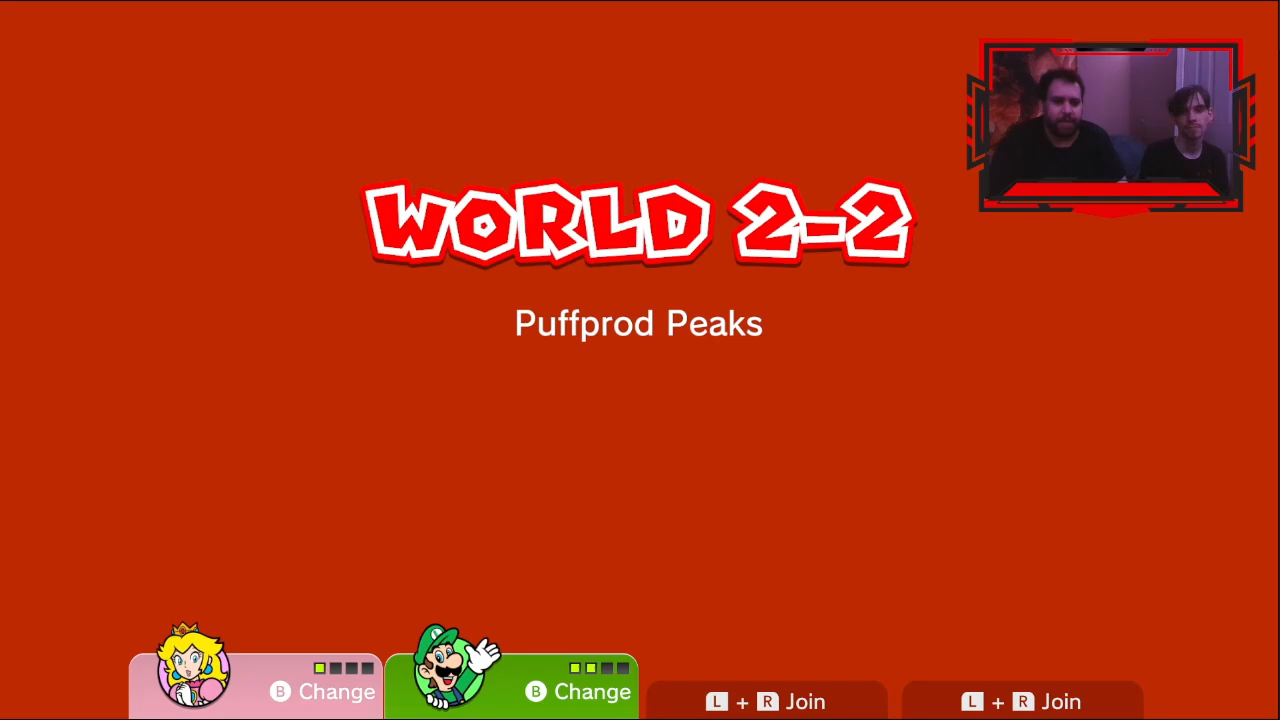 WORLD 2-2
Puffprod Peaks
B Change
B Change
L + R Join
L + R Join